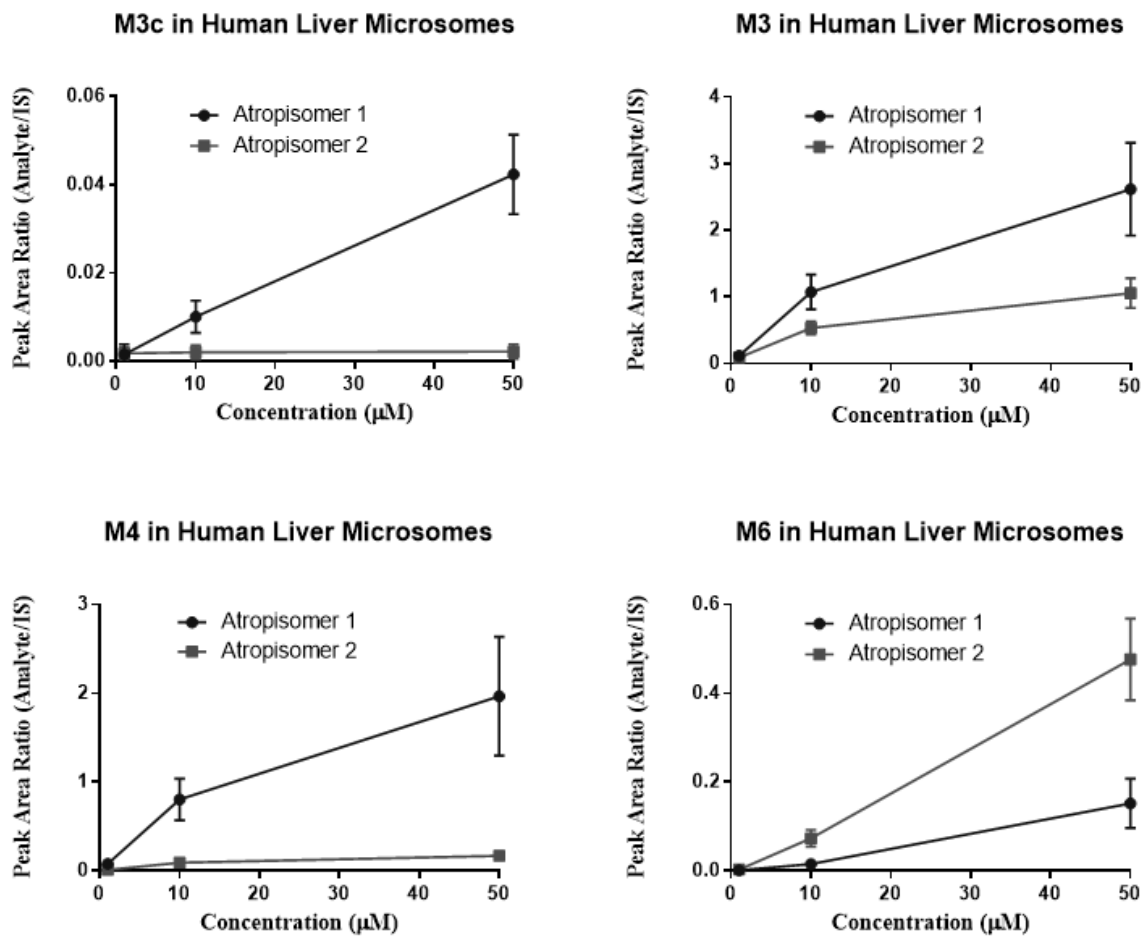 M3c in Human Liver Microsomes
Peak Area Ratio (Analyte/IS)
0.06
0.04
0.02
0.00
Atropisomer 1
Atropisomer 2
0 10 20 30 40 50
Concentration (μM)
M3 in Human Liver Microsomes
Peak Area Ratio (Analyte/IS)
4
3
2
1
0
Atropisomer 1
Atropisomer 2
0 10 20 30 40 50
Concentration (μM)
M4 in Human Liver Microsomes
Peak Area Ratio (Analyte/IS)
3
2
1
0
Atropisomer 1
Atropisomer 2
0 10 20 30 40 50
Concentration (μM)
M6 in Human Liver Microsomes
Peak Area Ratio (Analyte/IS)
0.6
0.4
0.2
0.0
Atropisomer 1
Atropisomer 2
0 10 20 30 40 50
Concentration (μM)